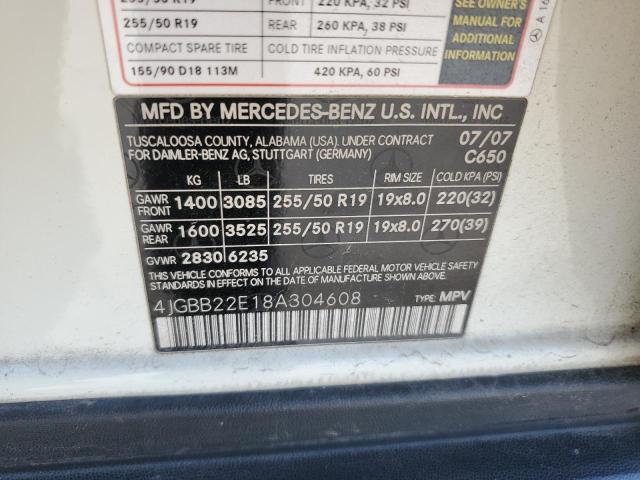 255/50 R19 FRONT 220 KPA, 32 PSI
255/50 R19 REAR 260 KPA, 38 PSI
COMPACT SPARE TIRE COLD TIRE INFLATION PRESSURE
155/90 D18 113M 420 KPA, 60 PSI
SEE OWNER'S
MANUAL FOR
ADDITIONAL
INFORMATION
A 16
MFD BY MERCEDES-BENZ U.S. INTL., INC
TUSCALOOSA COUNTY, ALABAMA (USA). UNDER CONTRACT 07/07
FOR DAIMLER-BENZ AG, STUTTGART (GERMANY) C650
KG LB TIRES RIM SIZE COLD KPA (PSI)
GAWR FRONT 1400 3085 255/50 R19 19x8.0 220(32)
GAWR REAR 1600 3525 255/50 R19 19x8.0 270(39)
GVWR 2830 6235
THIS VEHICLE CONFORMS TO ALL APPLICABLE FEDERAL MOTOR VEHICLE SAFETY
STANDARDS IN EFFECT ON THE DATE OF MANUFACTURE SHOWN ABOVE.
4JGBB22E18A304608 TYPE: MPV